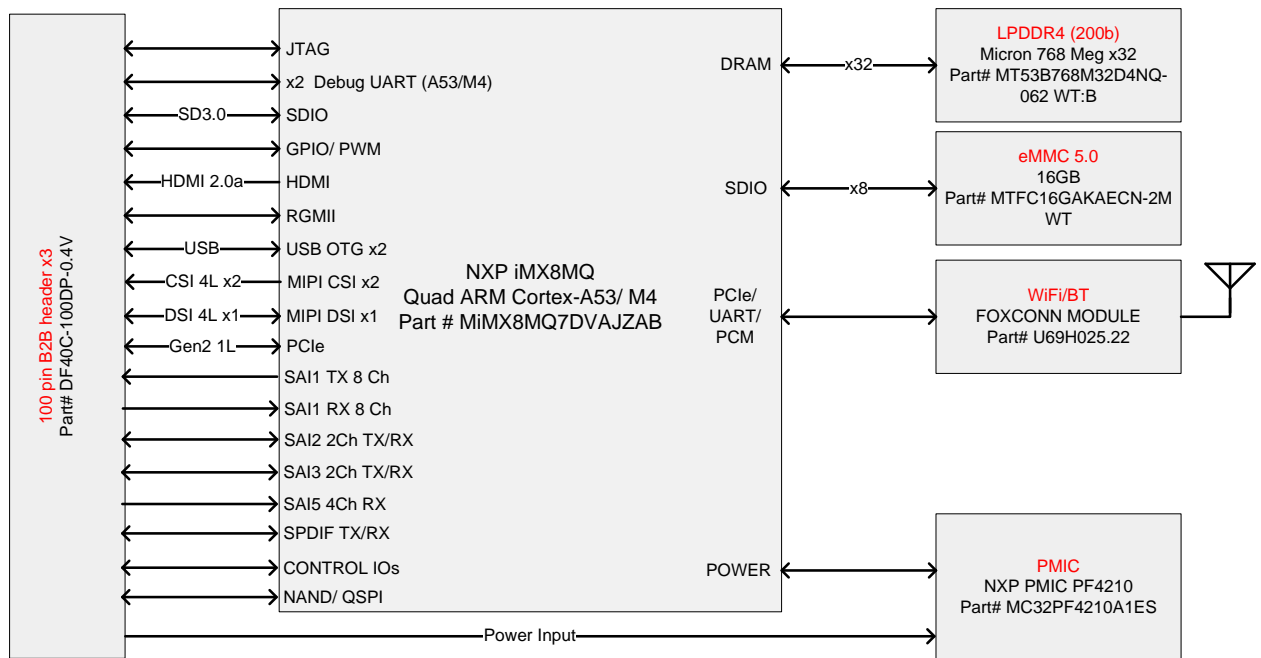 100 pin B2B header x3
Part# DF40C-100DP-0.4V
JTAG
x2 Debug UART (A53/M4)
SD3.0 SDIO
GPIO/ PWM
HDMI 2.0a HDMI
RGMII
USB USB OTG x2
CSI 4L x2 MIPI CSI x2
DSI 4L x1 MIPI DSI x1
Gen2 1L PCIe
SAI1 TX 8 Ch
SAI1 RX 8 Ch
SAI2 2Ch TX/RX
SAI3 2Ch TX/RX
SAI5 4Ch RX
SPDIF TX/RX
CONTROL IOs
NAND/ QSPI
Power Input
NXP iMX8MQ
Quad ARM Cortex-A53/ M4
Part # MiMX8MQ7DVAJZAB
DRAM x32
SDIO x8
PCIe/
UART/
PCM
POWER
LPDDR4 (200b)
Micron 768 Meg x32
Part# MT53B768M32D4NQ-
062 WT:B
eMMC 5.0
16GB
Part# MTFC16GAKAECN-2M
WT
WiFi/BT
FOXCONN MODULE
Part# U69H025.22
PMIC
NXP PMIC PF4210
Part# MC32PF4210A1ES